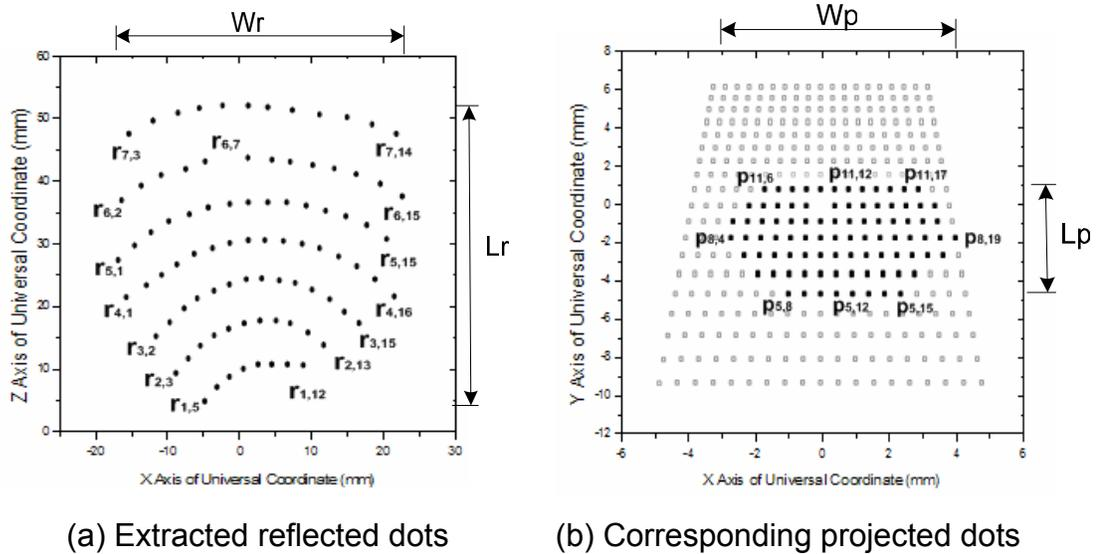 Wr
60
50
40
30
20
10
0
-20
-10
0
10
20
30
Z Axis of Universal Coordinate (mm)
X Axis of Universal Coordinate (mm)
r7,3
r6,7
r7,14
r6,2
r6,15
r5,1
r5,15
r4,1
r4,16
r3,2
r3,15
r2,3
r2,13
r1,5
r1,12
Lr
Wp
8
6
4
2
0
-2
-4
-6
-8
-10
-12
-6
-4
-2
0
2
4
6
Y Axis of Universal Coordinate (mm)
X Axis of Universal Coordinate (mm)
p11,6
p11,12
p11,17
p8,4
p8,19
p5,8
p5,12
p5,15
Lp
(a) Extracted reflected dots
(b) Corresponding projected dots